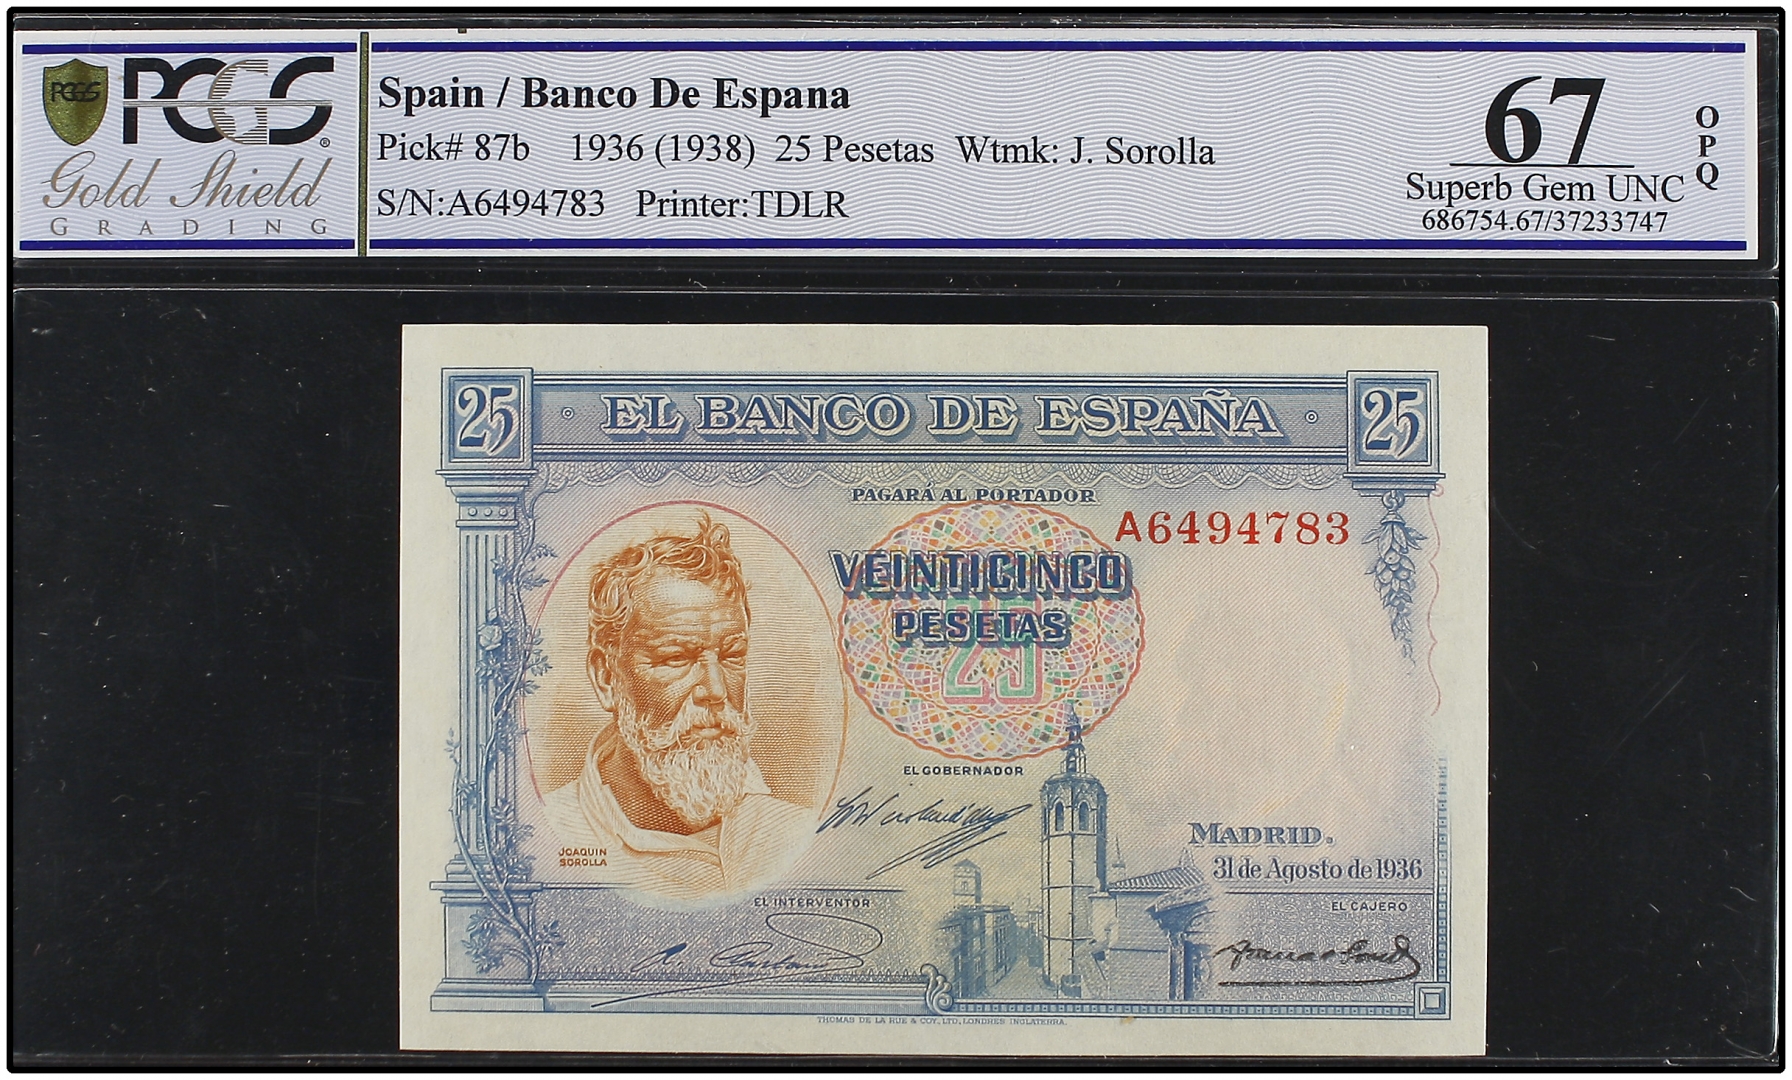 PCGS
PCGS®
Gold Shield
GRADING
Spain / Banco De Espana
Pick# 87b 1936 (1938) 25 Pesetas Wtmk: J. Sorolla
S/N:A6494783 Printer:TDLR
67
Superb Gem UNC
686754.67/37233747
OPQ
25 EL BANCO DE ESPAÑA 25
PAGARÁ AL PORTADOR
A6494783
VEINTICINCO
PESETAS
25
EL GOBERNADOR
MADRID.
31 de Agosto de 1936
JOAQUIN
SOROLLA
EL INTERVENTOR
EL CAJERO
THOMAS DE LA RUE & COY., LTD., LONDRES INGLATERRA.